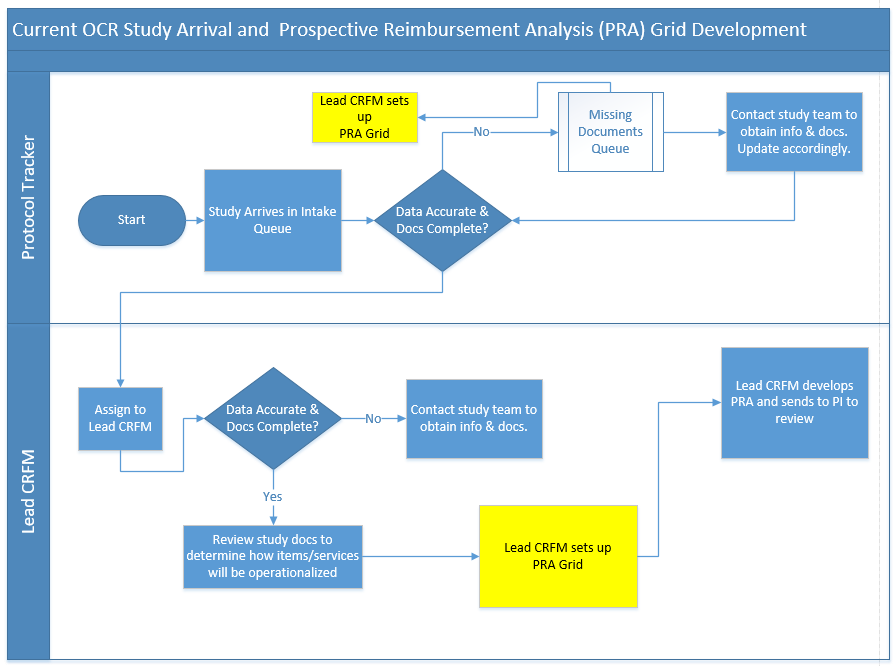 Current OCR Study Arrival and  Prospective Reimbursement Analysis (PRA) Grid Development
Protocol Tracker
Lead CRFM sets
up
PRA Grid
No
Missing
Documents
Queue
Contact study team to
obtain info & docs.
Update accordingly.
Start
Study Arrives in Intake
Queue
Data Accurate &
Docs Complete?
Lead CRFM
Assign to
Lead CRFM
Data Accurate &
Docs Complete?
No
Contact study team to
obtain info & docs.
Lead CRFM develops
PRA and sends to PI to
review
Yes
Review study docs to
determine how items/services
will be operationalized
Lead CRFM sets up
PRA Grid